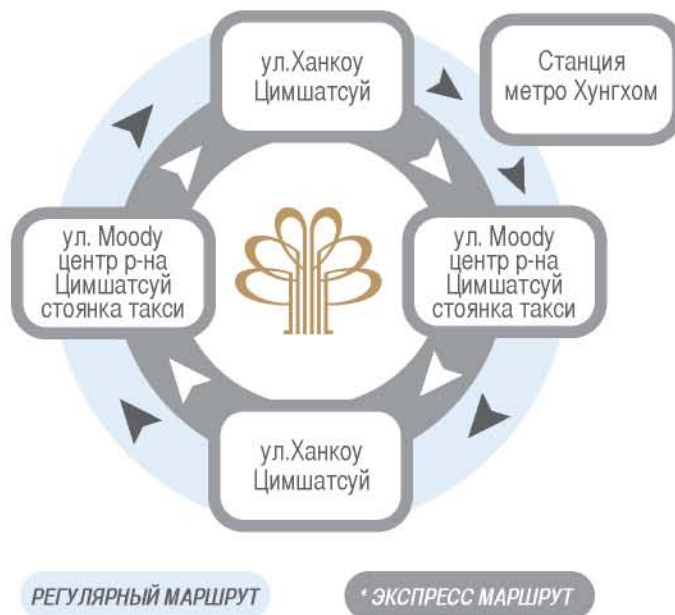 ул.Ханкоу
Цимшатсуй
Станция
метро Хунгхом
ул. Moody
центр р-на
Цимшатсуй
стоянка такси
ул. Moody
центр р-на
Цимшатсуй
стоянка такси
ул.Ханкоу
Цимшатсуй
РЕГУЛЯРНЫЙ МАРШРУТ
* ЭКСПРЕСС МАРШРУТ